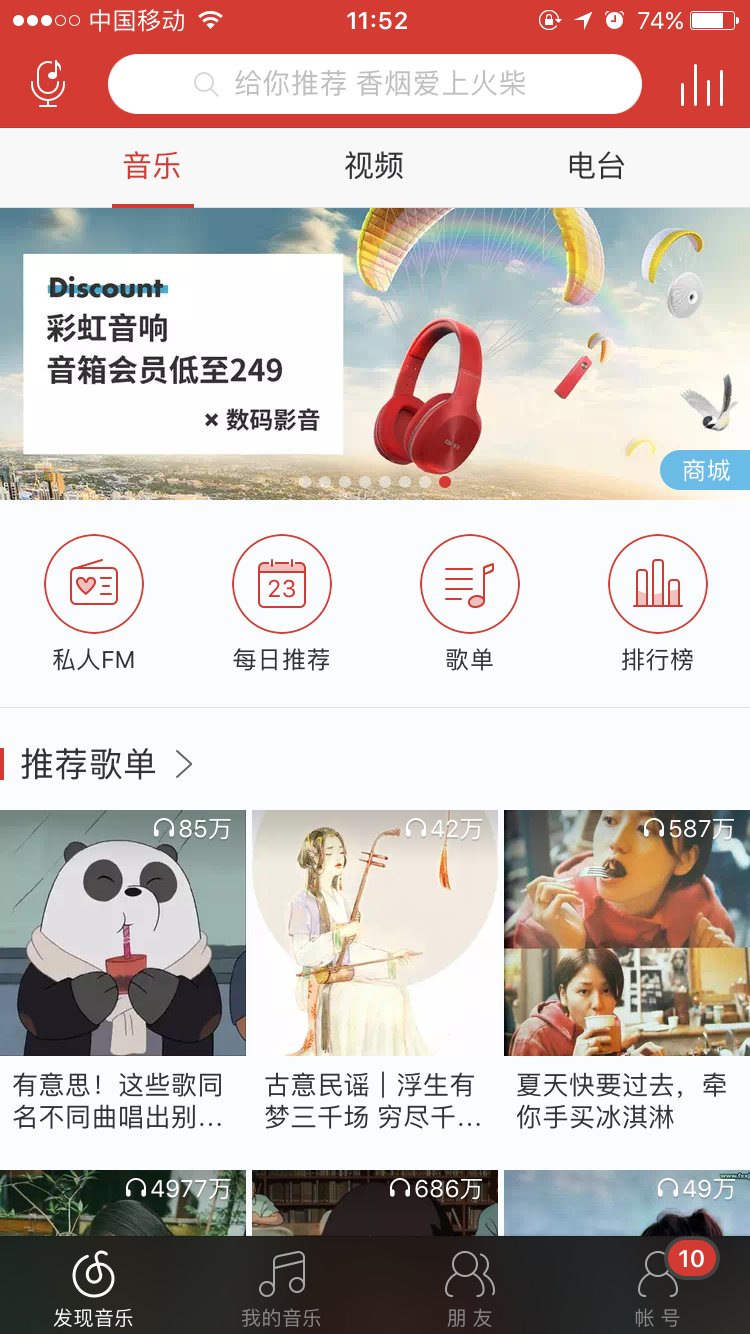 中国移动
11:52
74%
给你推荐 香烟爱上火柴
音乐
视频
电台
Discount
彩虹音响
音箱会员低至249
× 数码影音
商城
23
私人FM
每日推荐
歌单
排行榜
推荐歌单
85万
42万
587万
有意思！这些歌同
名不同曲唱出别...
古意民谣｜浮生有
梦三千场 穷尽千...
夏天快要过去，牵
你手买冰淇淋
4977万
686万
49万
10
发现音乐
我的音乐
朋友
帐号